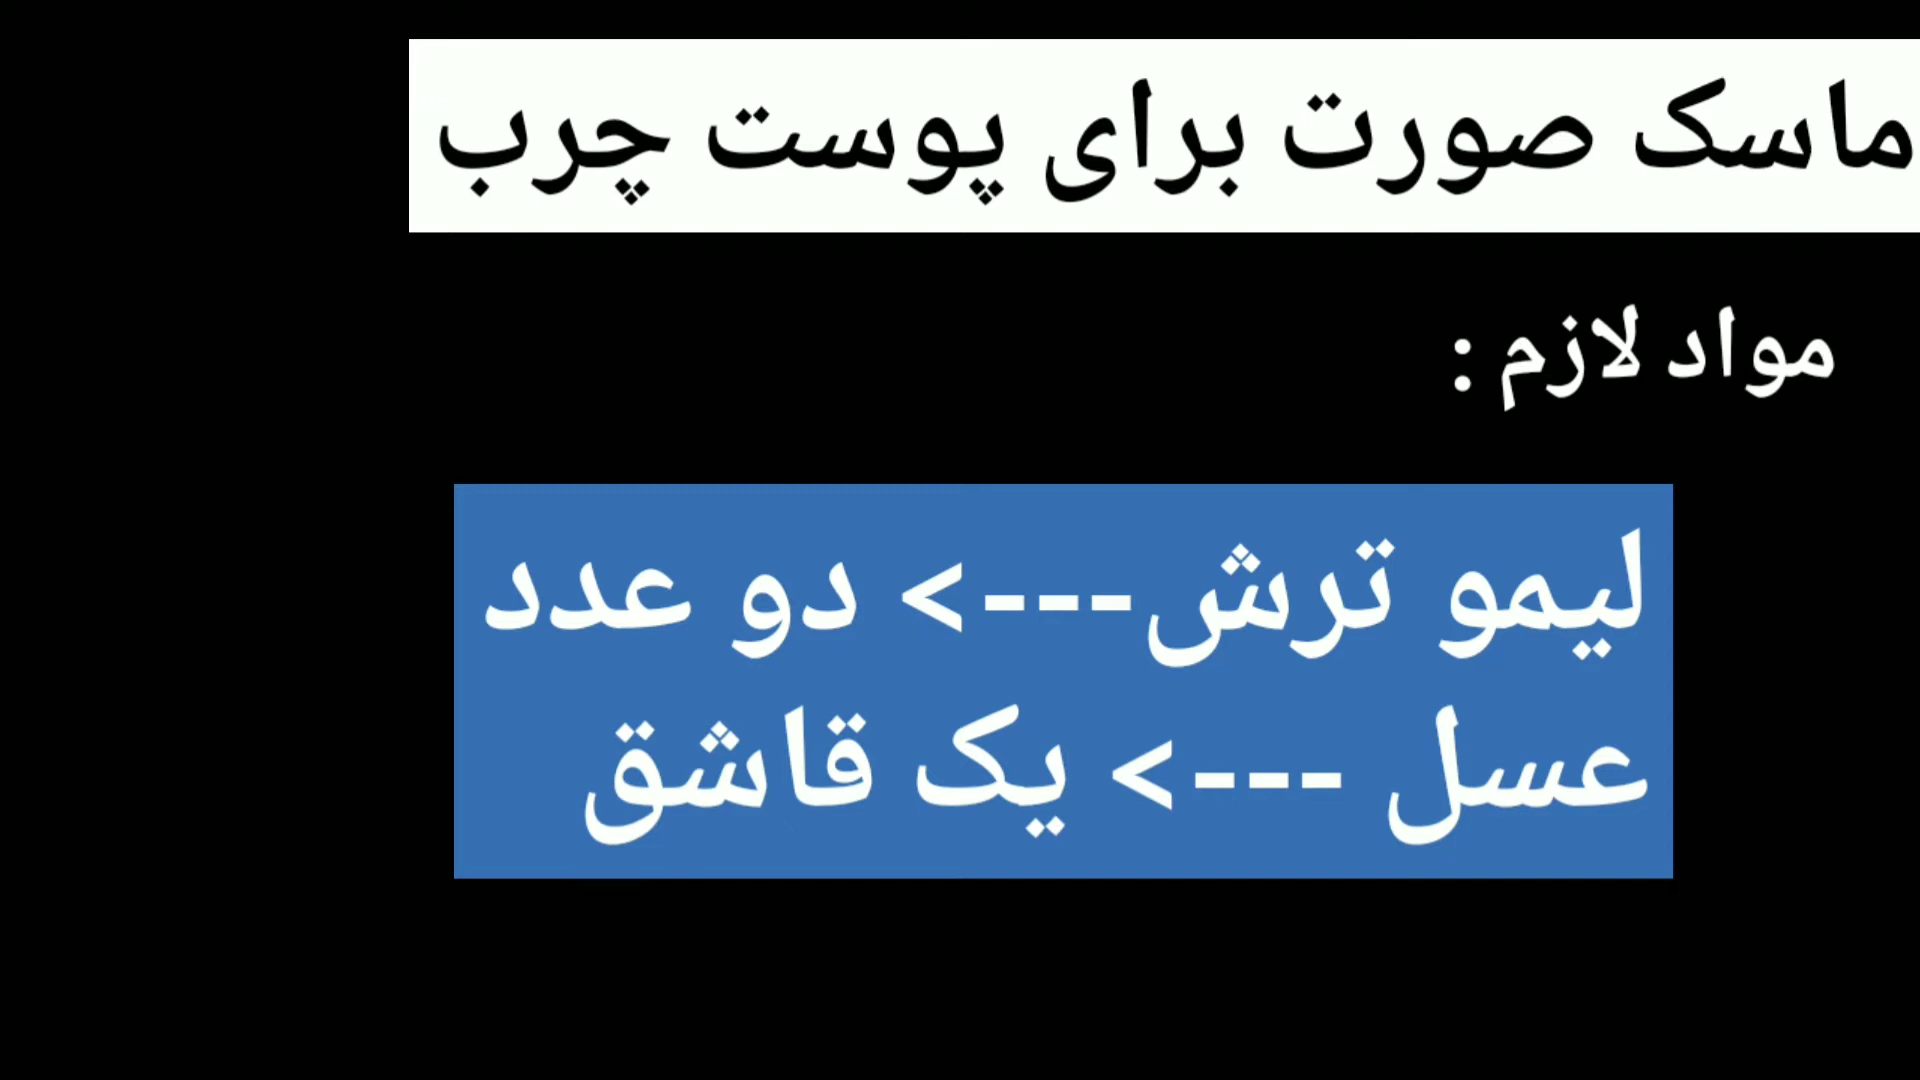 ماسک صورت برای پوست چرب
مواد لازم :
لیمو ترش---> دو عدد
عسل ---> یک قاشق